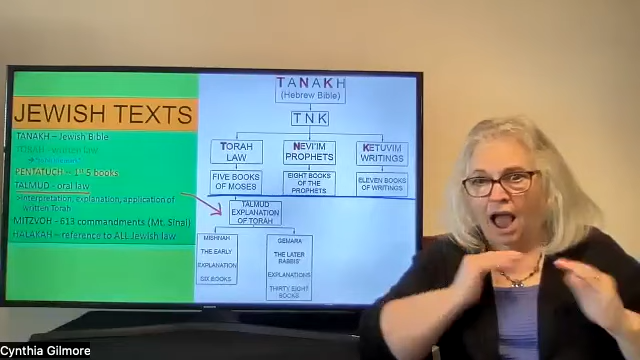 JEWISH TEXTS
TANAKH – Jewish Bible
TORAH – written law
PENTATUCH – 1st 5 books
TALMUD - oral law
>Interpretation, explanation, application of
written Torah
MITZVOH - 613 commandments (Mt. Sinai)
HALAKAH – reference to ALL Jewish law
TANAKH
(Hebrew Bible)
TNK
TORAH
LAW
NEVI'IM
PROPHETS
KETUVIM
WRITINGS
FIVE BOOKS
OF MOSES
EIGHT BOOKS
OF THE
PROPHETS
ELEVEN BOOKS
OF WRITINGS
TALMUD
EXPLANATION
OF TORAH
MISHNAH
THE EARLY
EXPLANATION
SIX BOOKS
GEMARA
THE LATER
RABBIS'
EXPLANATIONS
THIRTY EIGHT
BOOKS
Cynthia Gilmore